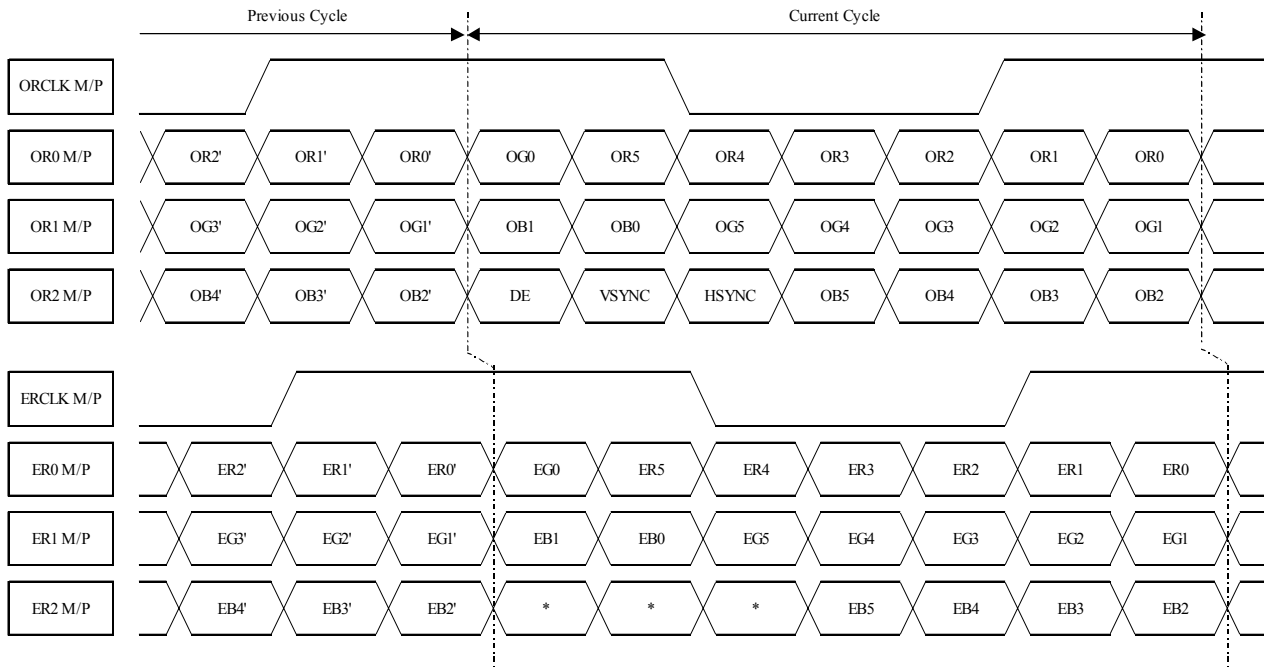 Previous Cycle Current Cycle
ORCLK M/P
OR0 M/P OR2' OR1' OR0' OG0 OR5 OR4 OR3 OR2 OR1 OR0
OR1 M/P OG3' OG2' OG1' OB1 OB0 OG5 OG4 OG3 OG2 OG1
OR2 M/P OB4' OB3' OB2' DE VSYNC HSYNC OB5 OB4 OB3 OB2
ERCLK M/P
ER0 M/P ER2' ER1' ER0' EG0 ER5 ER4 ER3 ER2 ER1 ER0
ER1 M/P EG3' EG2' EG1' EB1 EB0 EG5 EG4 EG3 EG2 EG1
ER2 M/P EB4' EB3' EB2' * * * EB5 EB4 EB3 EB2